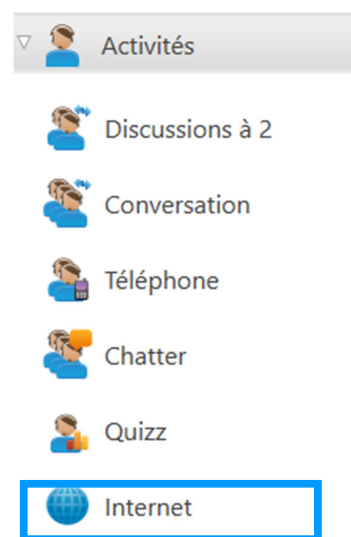 Activités
Discussions à 2
Conversation
Téléphone
Chatter
Quizz
Internet